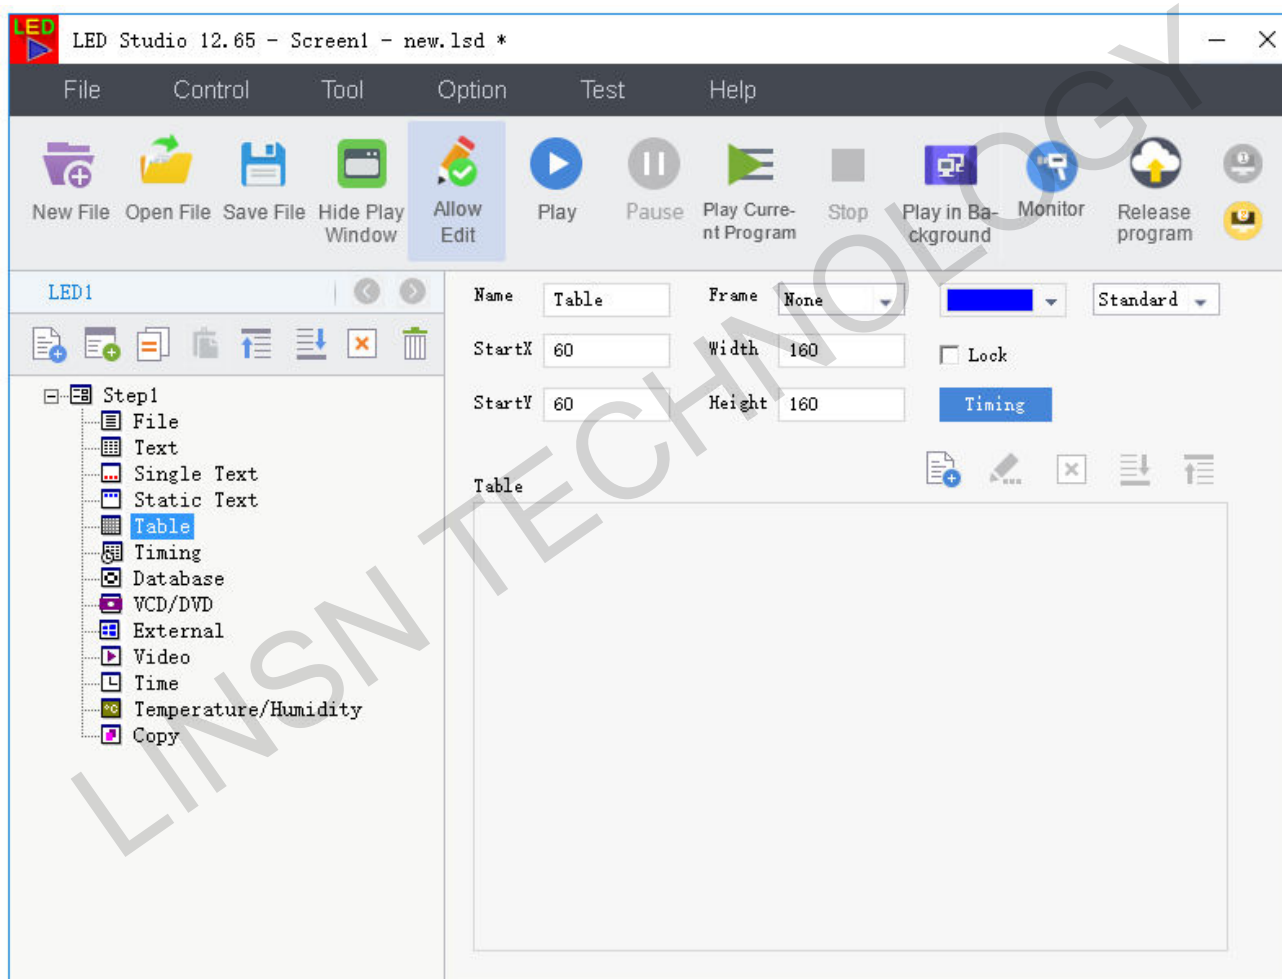 LED
LED Studio 12.65 - Screen1 - new.lsd *
File Control Tool Option Test Help
New File Open File Save File Hide Play Window Allow Edit Play Pause Play Curre-nt Program Stop Play in Ba-ckground Monitor Release program
LED1
Name Table Frame None Standard
StartX 60 Width 160 Lock
StartY 60 Height 160 Timing
Table
Step1
File
Text
Single Text
Static Text
Table
Timing
Database
VCD/DVD
External
Video
Time
°C Temperature/Humidity
Copy
LINSN TECHNOLOGY